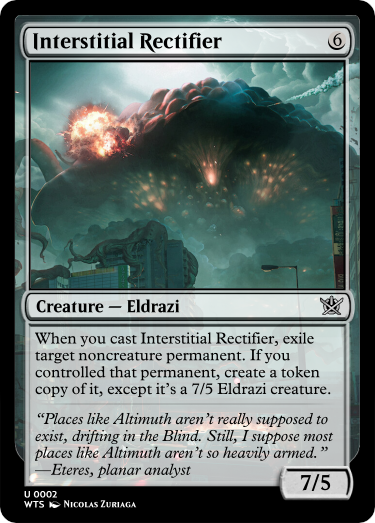 Interstitial Rectifier 6
Creature — Eldrazi
When you cast Interstitial Rectifier, exile
target noncreature permanent. If you
controlled that permanent, create a token
copy of it, except it's a 7/5 Eldrazi creature.
“Places like Altimuth aren't really supposed to
exist, drifting in the Blind. Still, I suppose most
places like Altimuth aren't so heavily armed.”
—Eteres, planar analyst
7/5
U 0002
WTS Nicolas Zuriaga